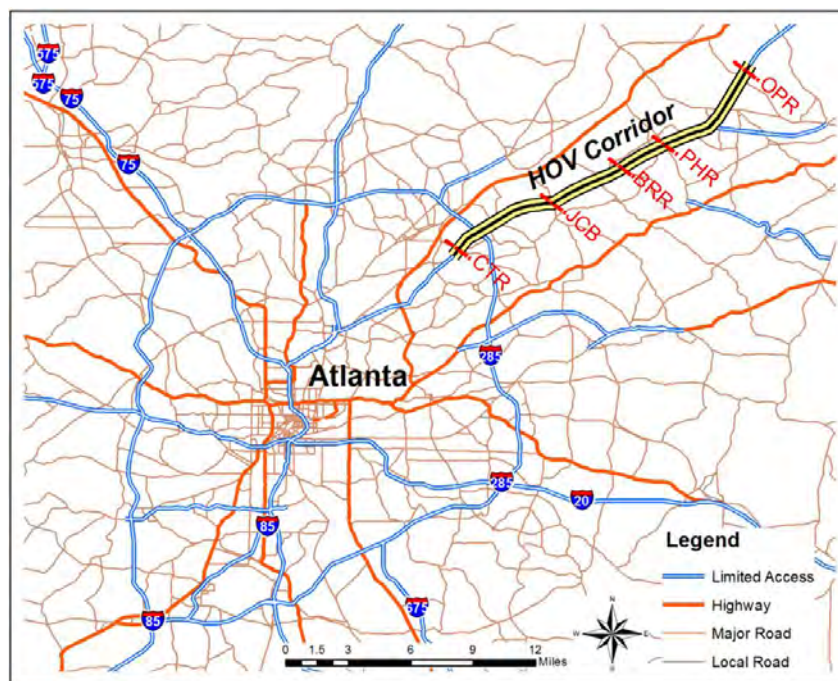 675
575
75
75
OPR
HOV Corridor
PHR
BRR
JCB
CTR
285
Atlanta
285
20
85
675
85
Legend
Limited Access
Highway
Major Road
Local Road
N
W E
S
0 1.5 3 6 9 12
Miles